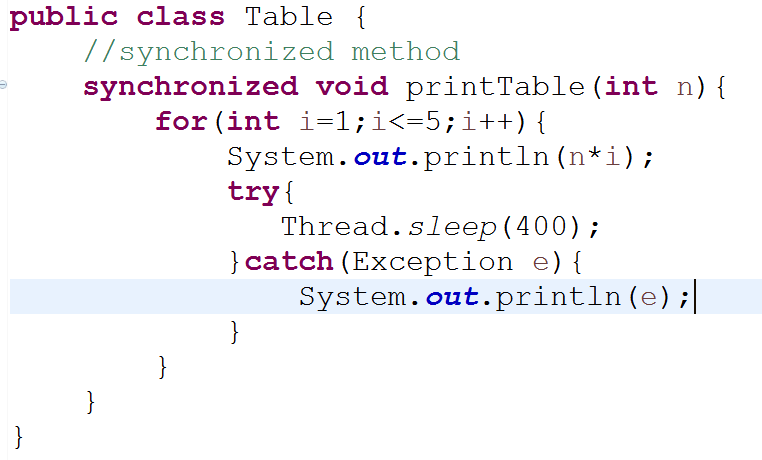 public class Table {
    //synchronized method
    synchronized void printTable(int n){
        for(int i=1;i<=5;i++){
            System.out.println(n*i);
            try{
               Thread.sleep(400);
            }catch(Exception e){
                System.out.println(e);
            }
        }
    }
}